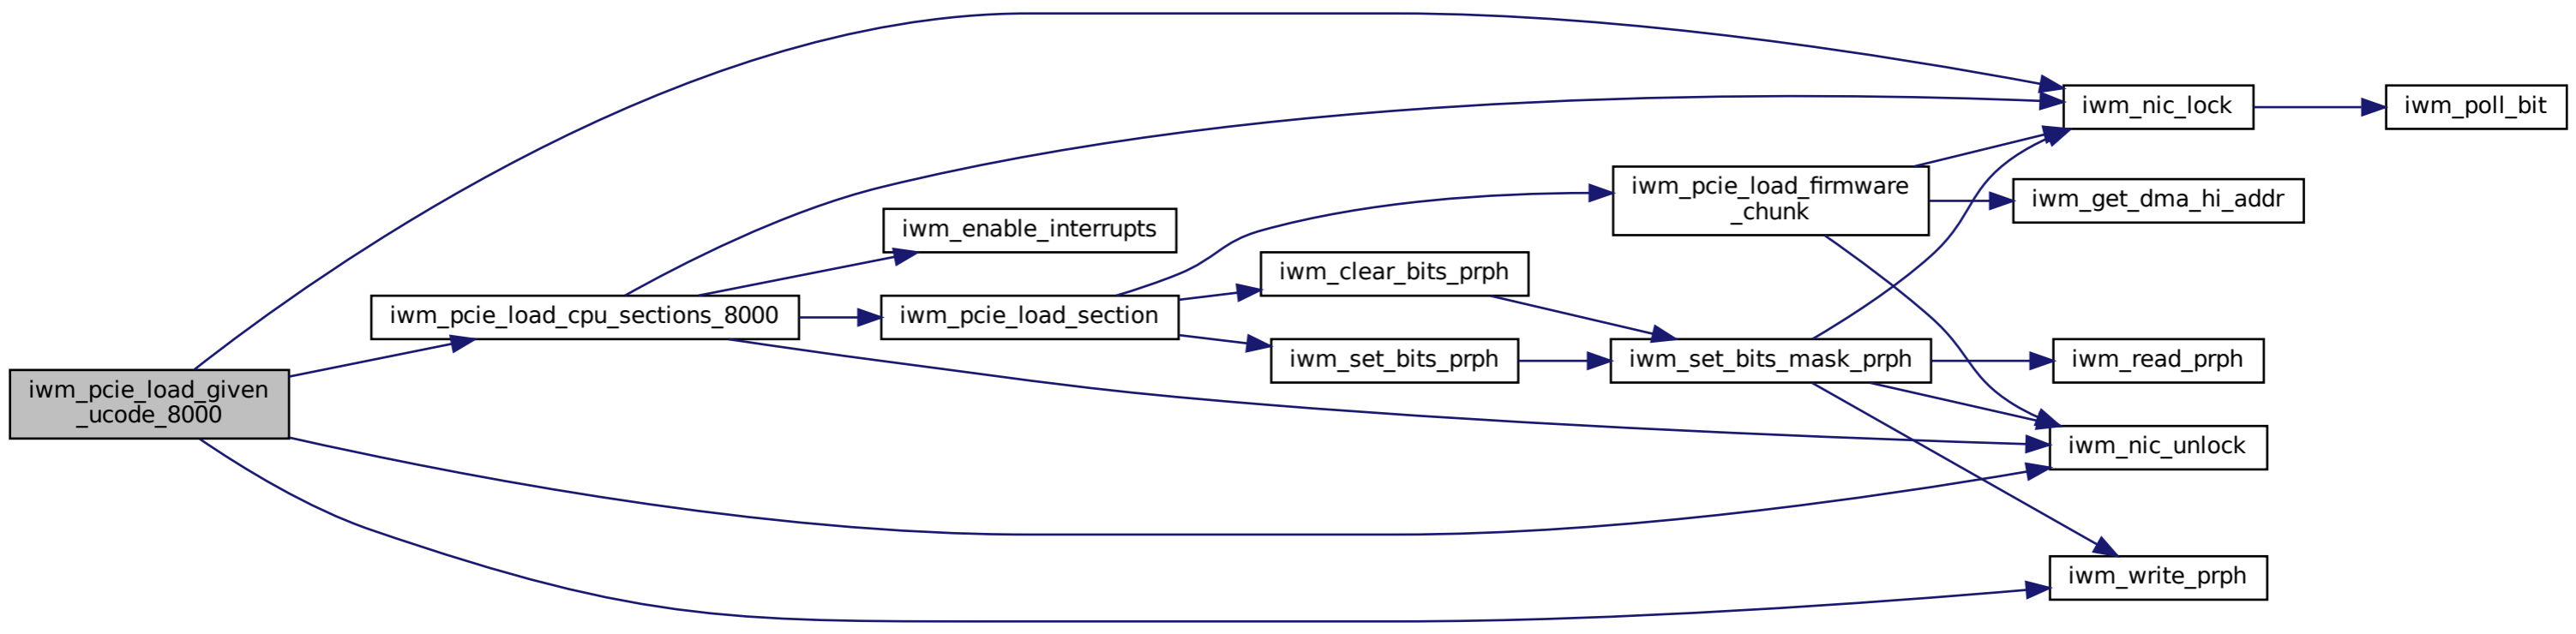 iwm_pcie_load_given
_ucode_8000
iwm_pcie_load_cpu_sections_8000
iwm_enable_interrupts
iwm_pcie_load_section
iwm_clear_bits_prph
iwm_set_bits_prph
iwm_pcie_load_firmware
_chunk
iwm_set_bits_mask_prph
iwm_nic_lock
iwm_get_dma_hi_addr
iwm_read_prph
iwm_nic_unlock
iwm_write_prph
iwm_poll_bit